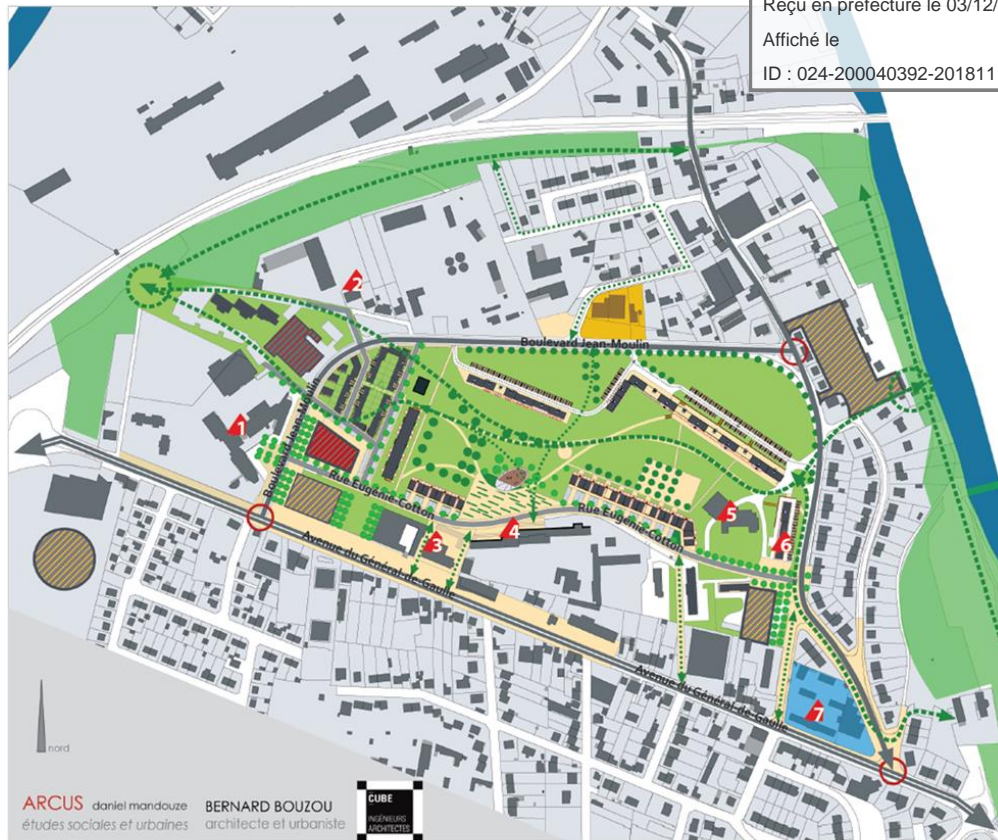 Reçu en préfecture le 03/12/
Affiché le
ID : 024-200040392-201811
2
Boulevard Jean-Moulin
1
Boulevard Jean-Moulin
Rue Eugénie-Cotton
5
4
Rue Eugénie-Cotton
3
6
Avenue du Général-de-Gaulle
Avenue du Général-de-Gaulle
7
nord
ARCUS daniel mandouze
études sociales et urbaines
BERNARD BOUZOU
architecte et urbaniste
CUBE
INGÉNIEURS
ARCHITECTES